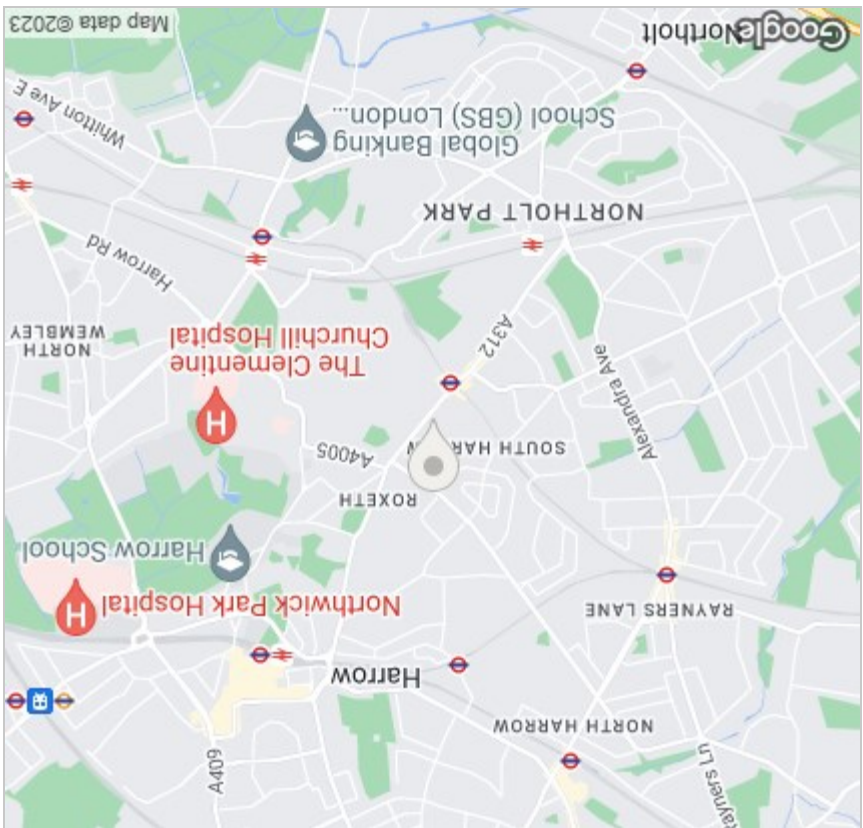 ayners Ln
A409
NORTH HARROW
Harrow
RAYNERS LANE
H
Northwick Park Hospital
Harrow School
ROXETH
A4005
SOUTH HARROW
Alexandra Ave
H
A312
The Clementine
Churchill Hospital
NORTH
WEMBLEY
Harrow Rd
NORTHOLT PARK
Global Banking
School (GBS) London ...
Whitton Ave E
Northolt
Google
Map data ©2023